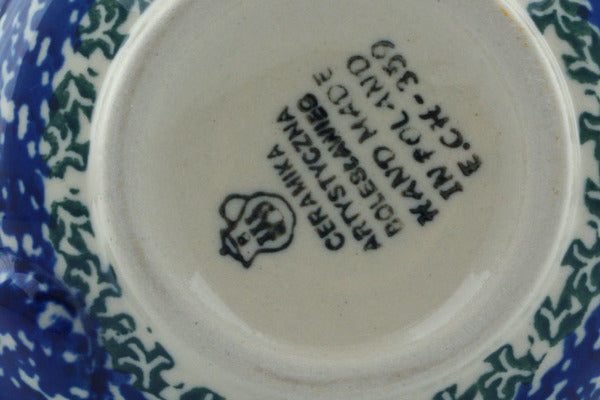 CERAMIKA
ARTYSTYCZNA
BOLESŁAWIEC
HAND MADE
IN POLAND
E.CH-359